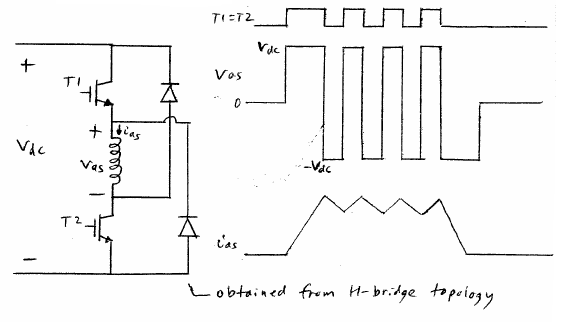 T1=T2
Vdc
Vas
0
-Vdc
+
T1
+
ias
Vdc
Vas
-
T2
-
ias
obtained from H-bridge topology